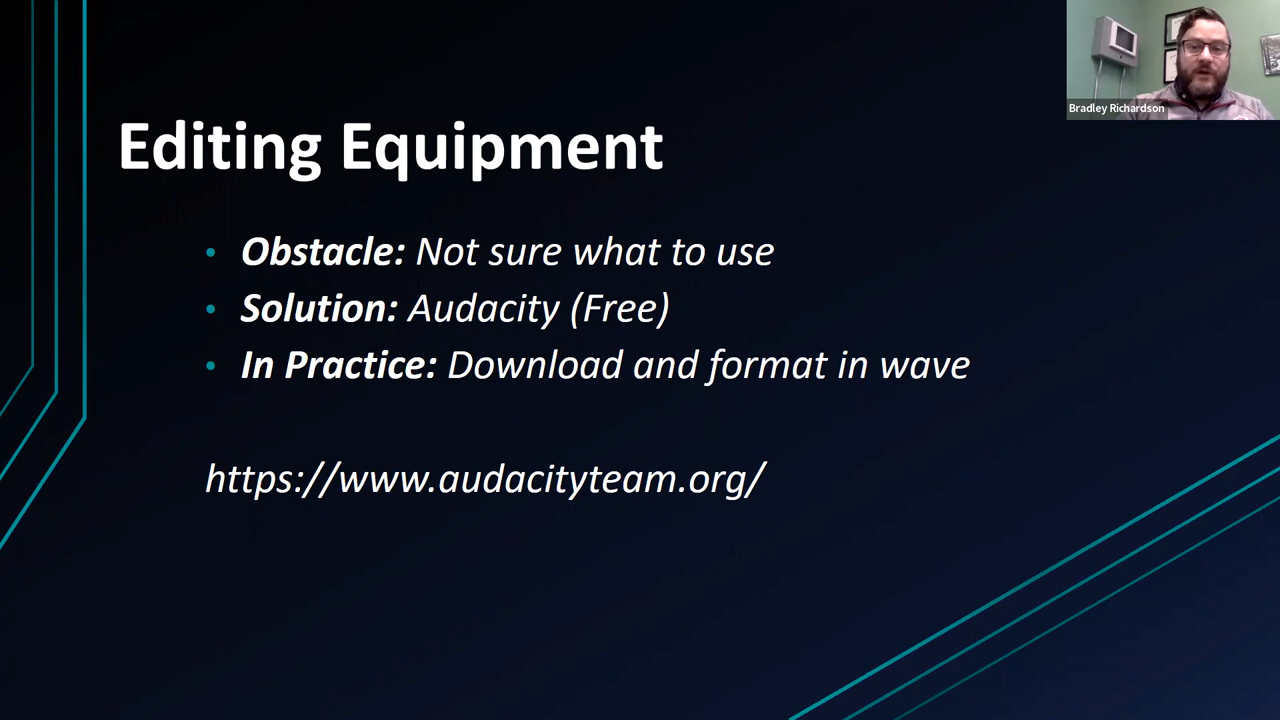 Editing Equipment
• Obstacle: Not sure what to use
• Solution: Audacity (Free)
• In Practice: Download and format in wave
https://www.audacityteam.org/
Bradley Richardson